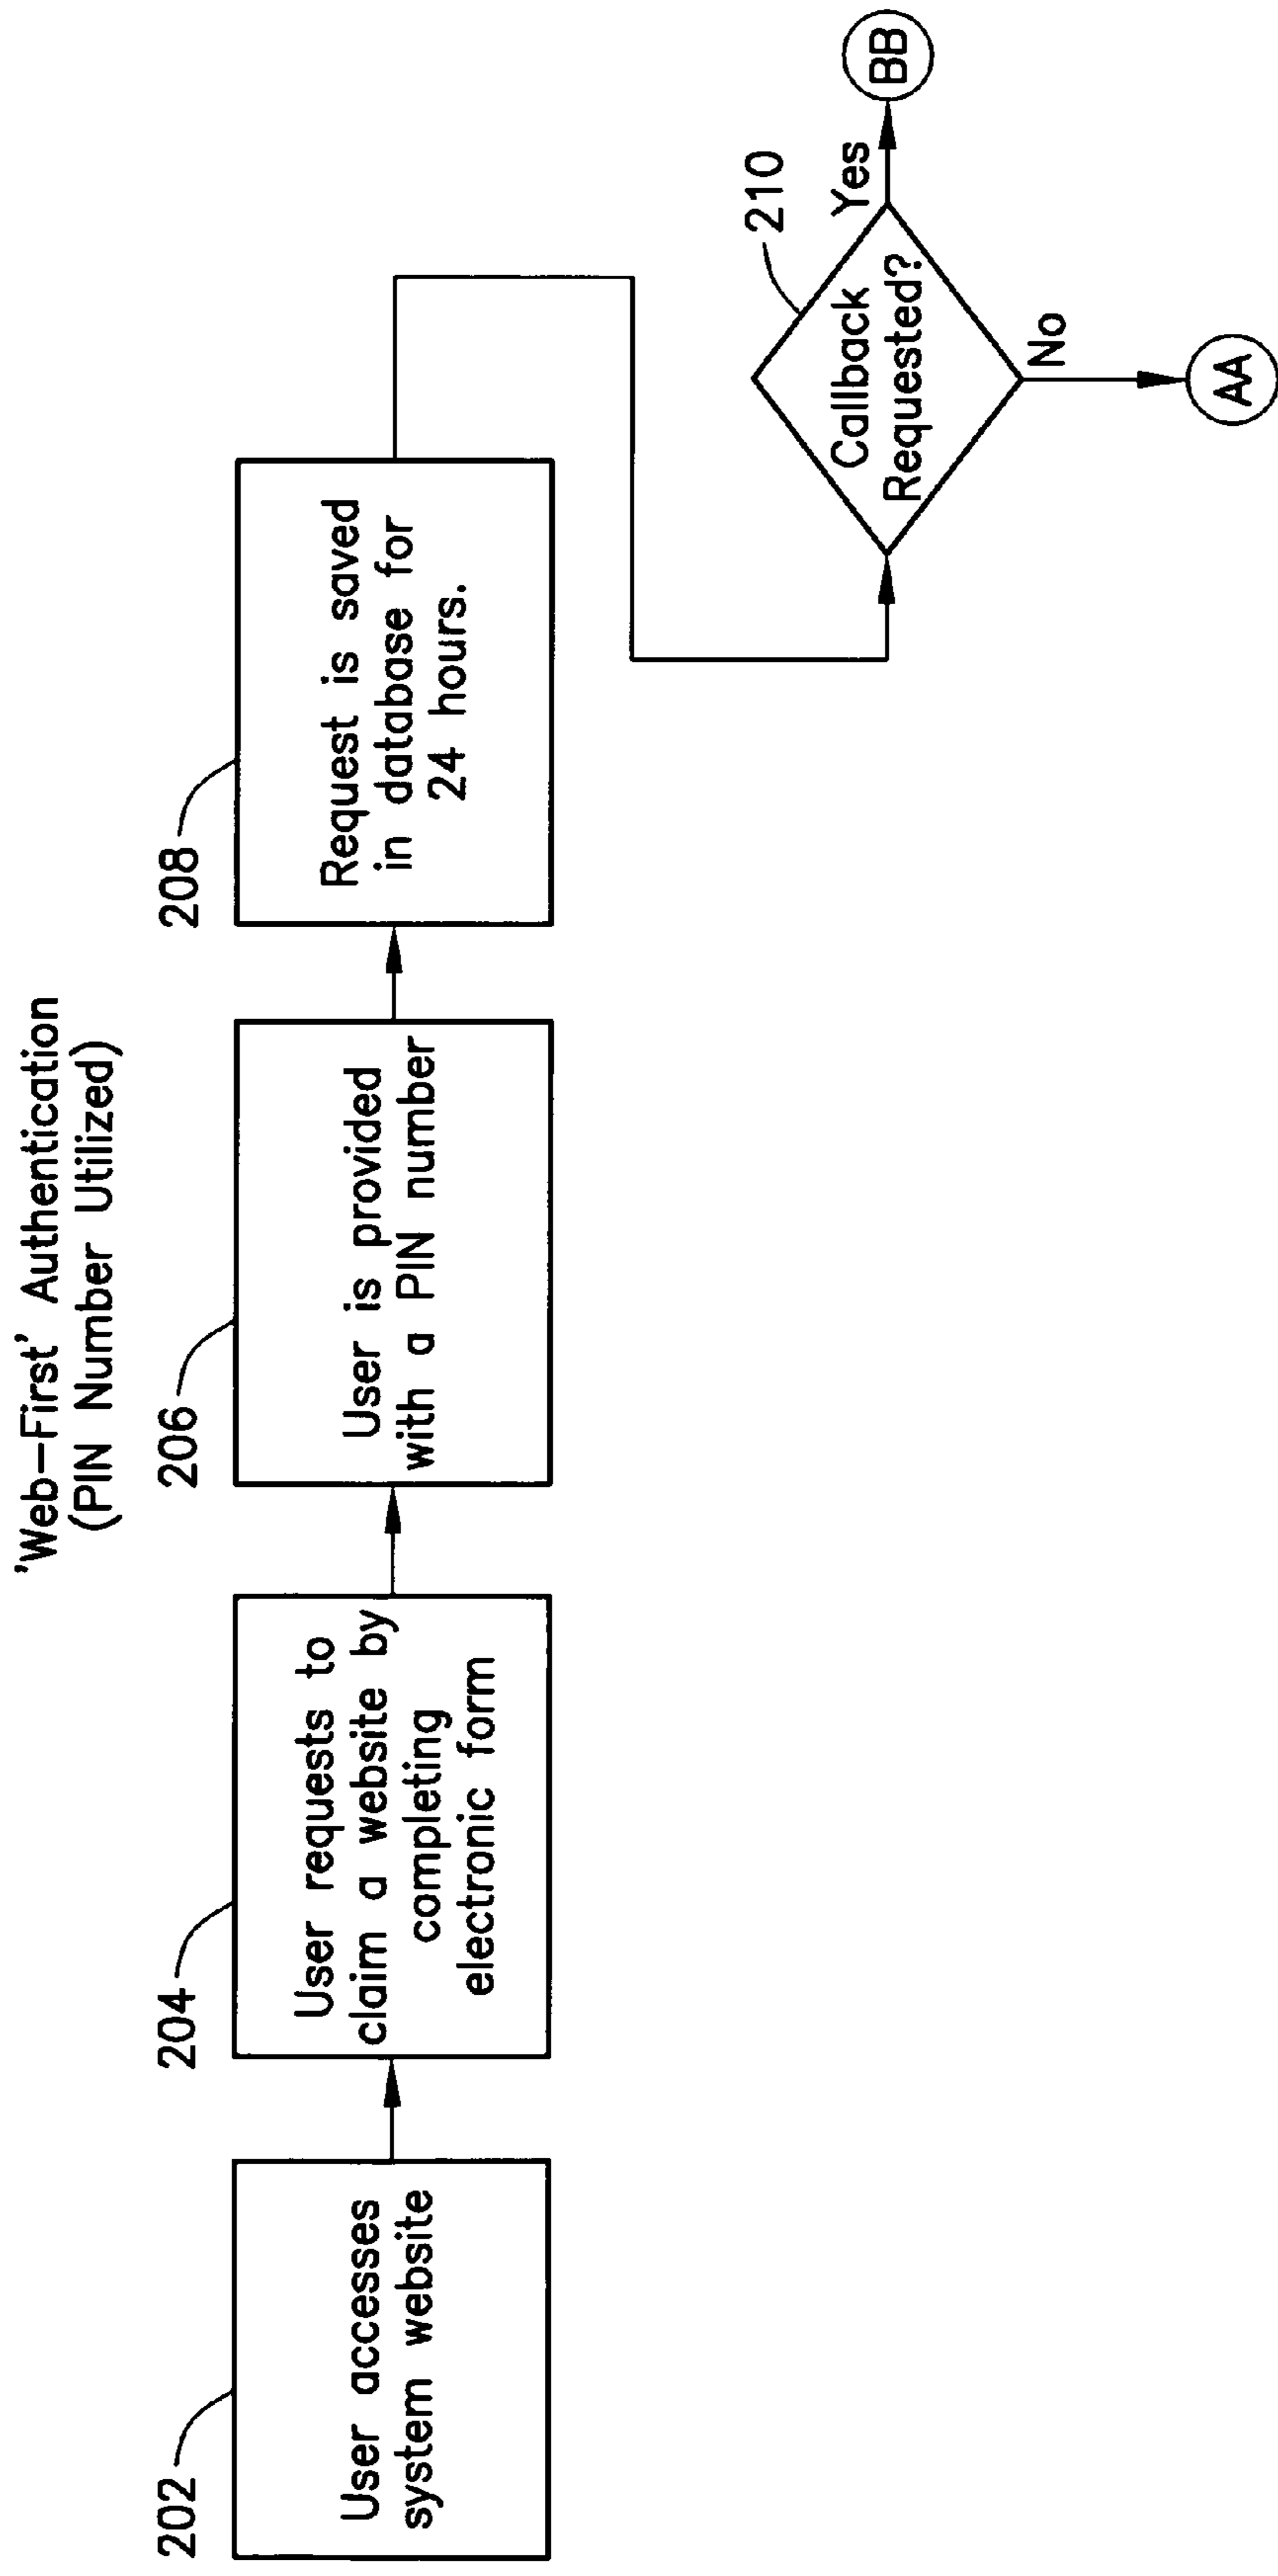 'Web-First' Authentication
(PIN Number Utilized)
202
User accesses
system website
204
User requests to
claim a website by
completing
electronic form
206
User is provided
with a PIN number
208
Request is saved
in database for
24 hours.
210
Callback
Requested?
Yes
BB
No
AA